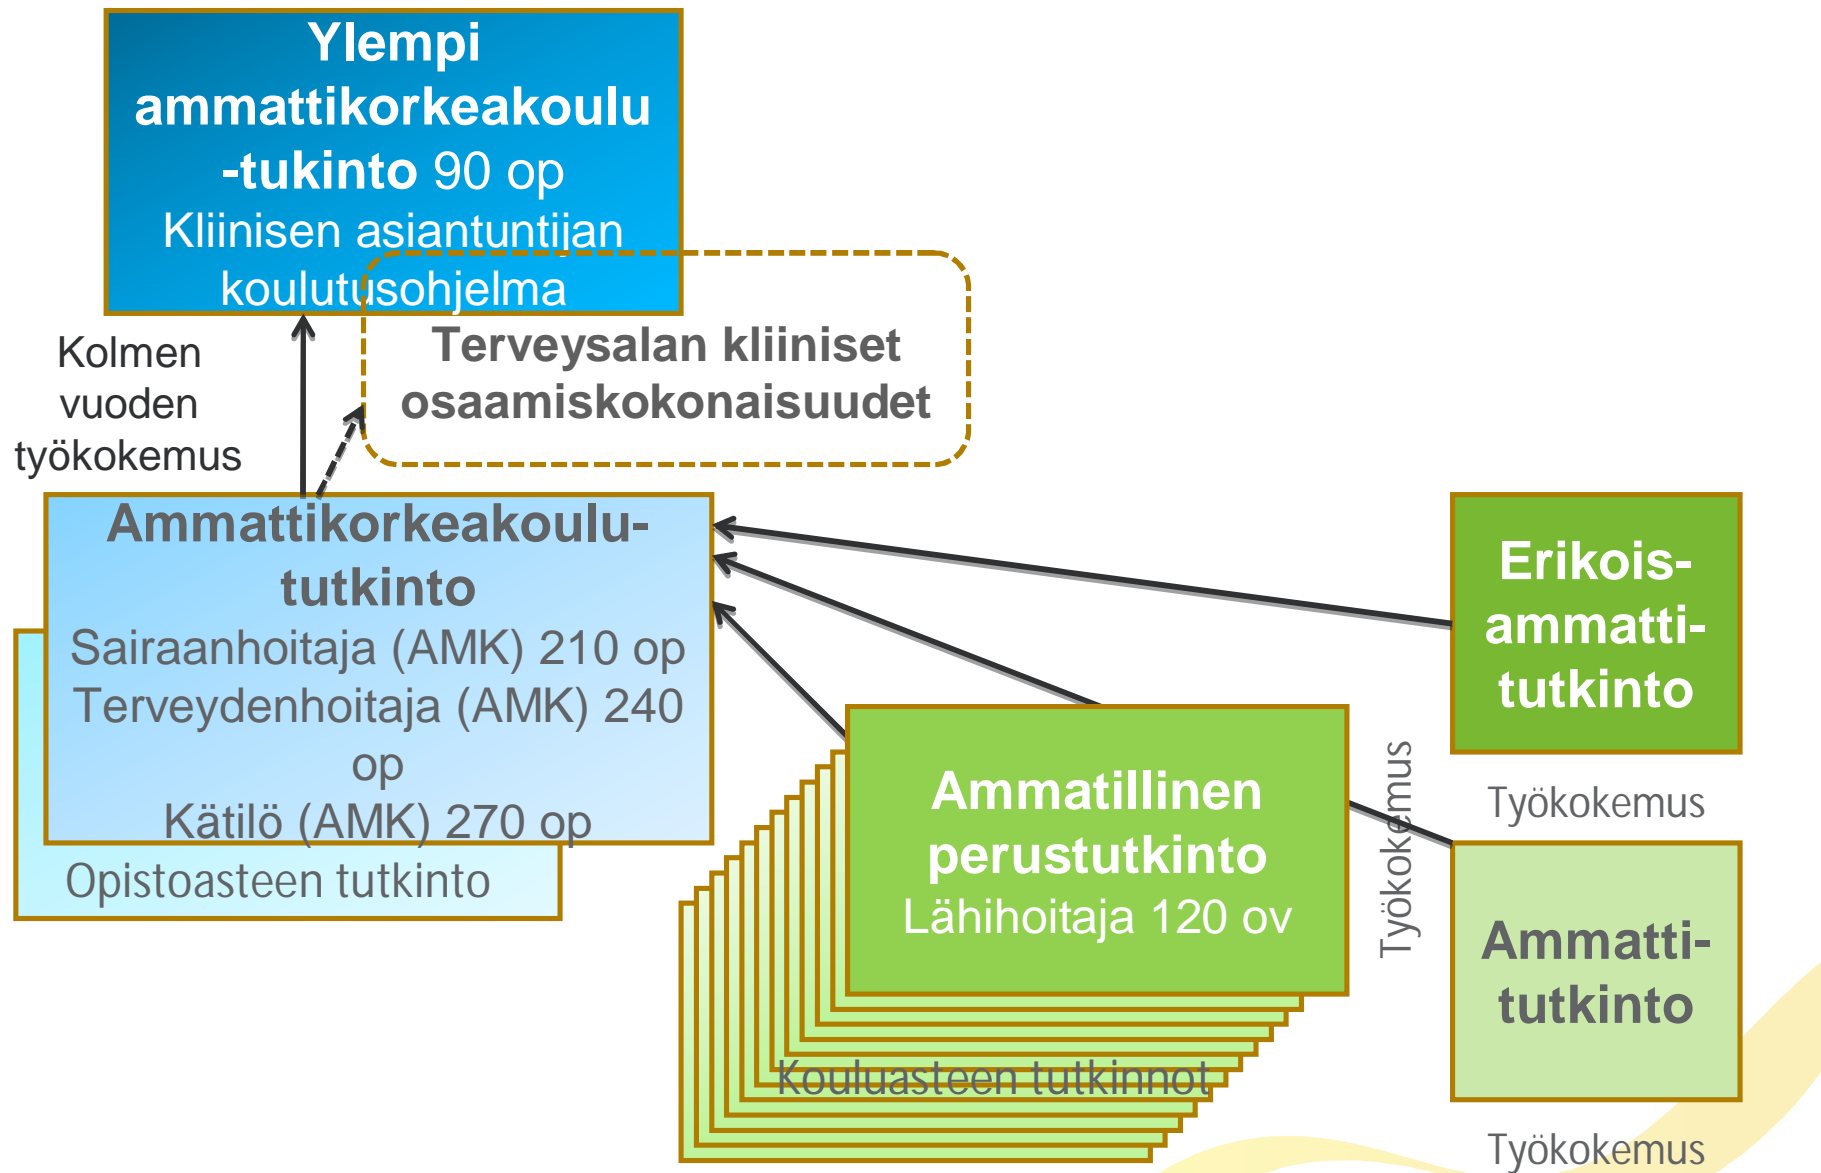 Ylempi
ammattikorkeakoulu
-tukinto 90 op
Kliinisen asiantuntijan
koulutusohjelma
Terveysalan kliiniset
osaamiskokonaisuudet
Kolmen
vuoden
työkokemus
Ammattikorkeakoulu-
tutkinto
Sairaanhoitaja (AMK) 210 op
Terveydenhoitaja (AMK) 240
op
Kätilö (AMK) 270 op
Opistoasteen tutkinto
Ammatillinen
perustutkinto
Lähihoitaja 120 ov
Kouluasteen tutkinnot
Työkokemus
Erikois-
ammatti-
tutkinto
Työkokemus
Ammatti-
tutkinto
Työkokemus